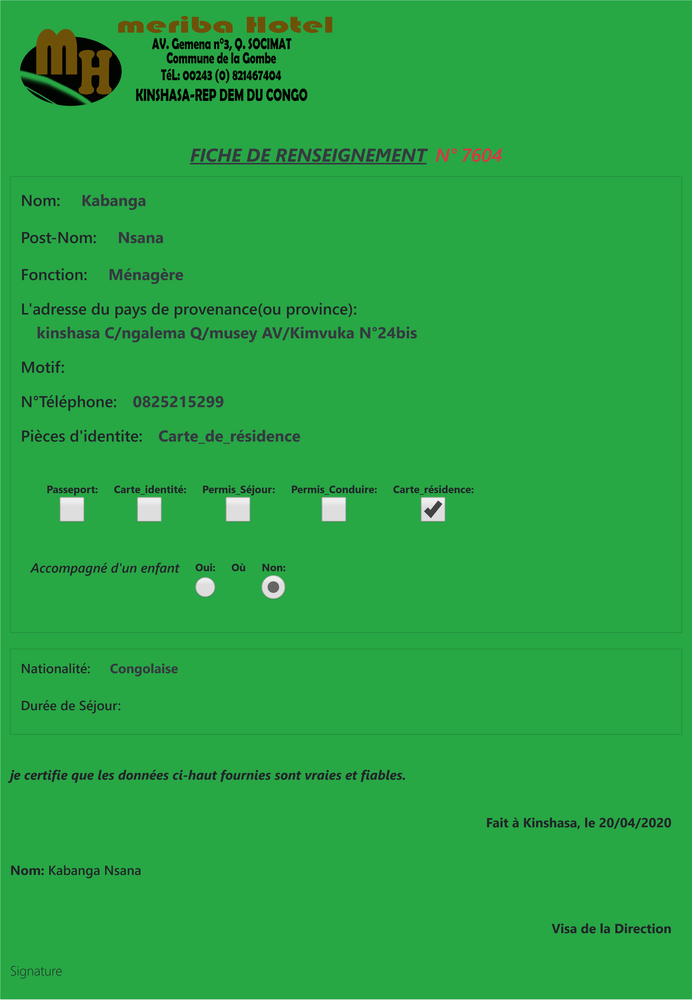 MH
meriba Hotel
AV. Gemena n°3, Q. SOCIMAT
Commune de la Gombe
TéL: 00243 (0) 821467404
KINSHASA-REP DEM DU CONGO
FICHE DE RENSEIGNEMENT N° 7604
Nom: Kabanga
Post-Nom: Nsana
Fonction: Ménagère
L'adresse du pays de provenance(ou province):
kinshasa C/ngalema Q/musey AV/Kimvuka N°24bis
Motif:
N°Téléphone: 0825215299
Pièces d'identite: Carte_de_résidence
Passeport: Carte_identité: Permis_Séjour: Permis_Conduire: Carte_résidence:
Accompagné d'un enfant Oui: Où Non:
Nationalité: Congolaise
Durée de Séjour:
je certifie que les données ci-haut fournies sont vraies et fiables.
Fait à Kinshasa, le 20/04/2020
Nom: Kabanga Nsana
Visa de la Direction
Signature